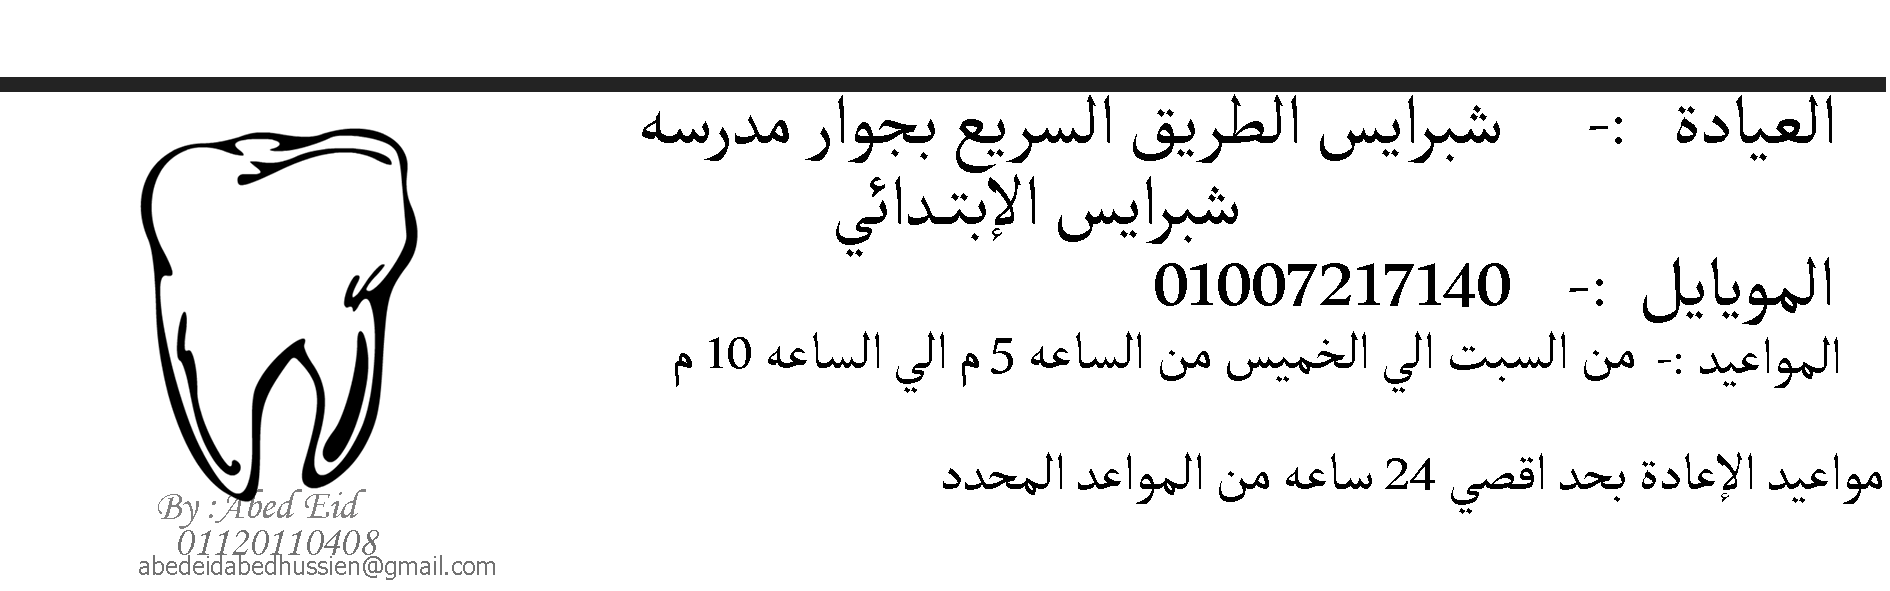 العيادة :- شبرايس الطريق السريع بجوار مدرسه
شبرايس الإبتدائي
الموبايل :- 01007217140
المواعيد :- من السبت الي الخميس من الساعه 5 م الي الساعه 10 م
مواعيد الإعادة بحد اقصي 24 ساعه من المواعد المحدد
By : Abed Eid
01120110408
abedeidabedhussien@gmail.com